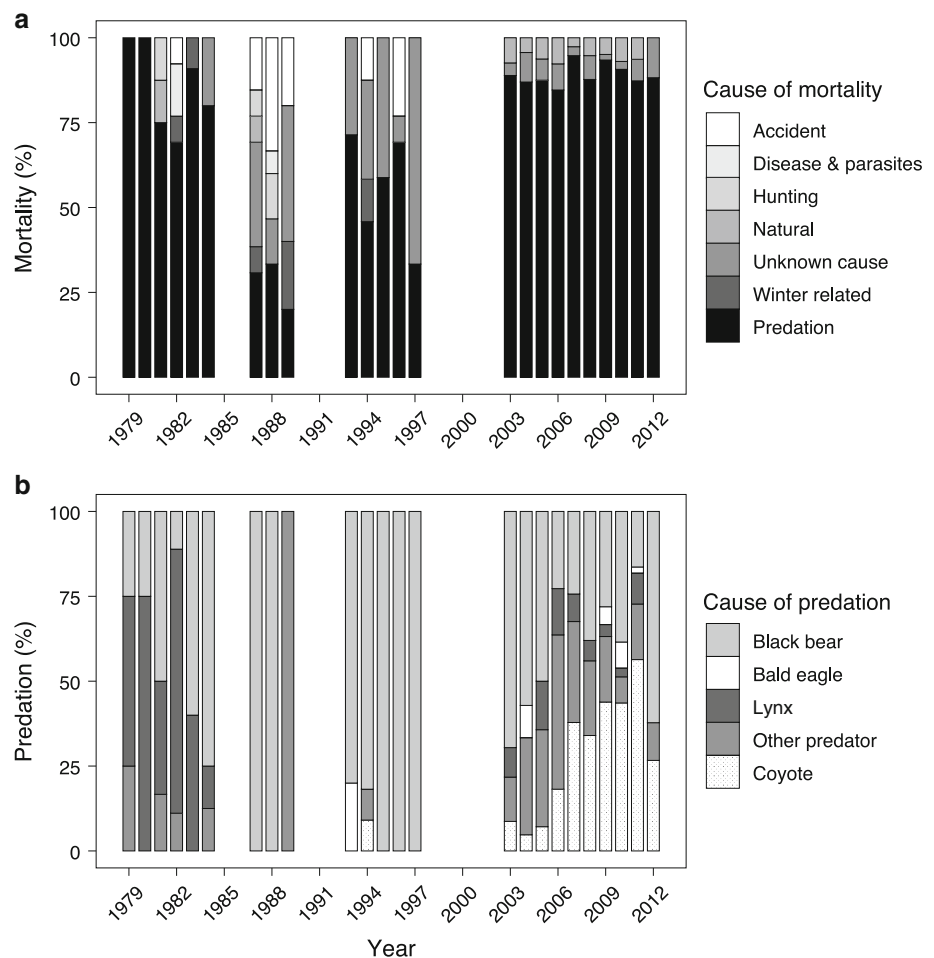 a
100
75
50
25
0
Mortality (%)
1979
1982
1985
1988
1991
1994
1997
2000
2003
2006
2009
2012
Cause of mortality
Accident
Disease & parasites
Hunting
Natural
Unknown cause
Winter related
Predation
b
100
75
50
25
0
Predation (%)
1979
1982
1985
1988
1991
1994
1997
2000
2003
2006
2009
2012
Year
Cause of predation
Black bear
Bald eagle
Lynx
Other predator
Coyote